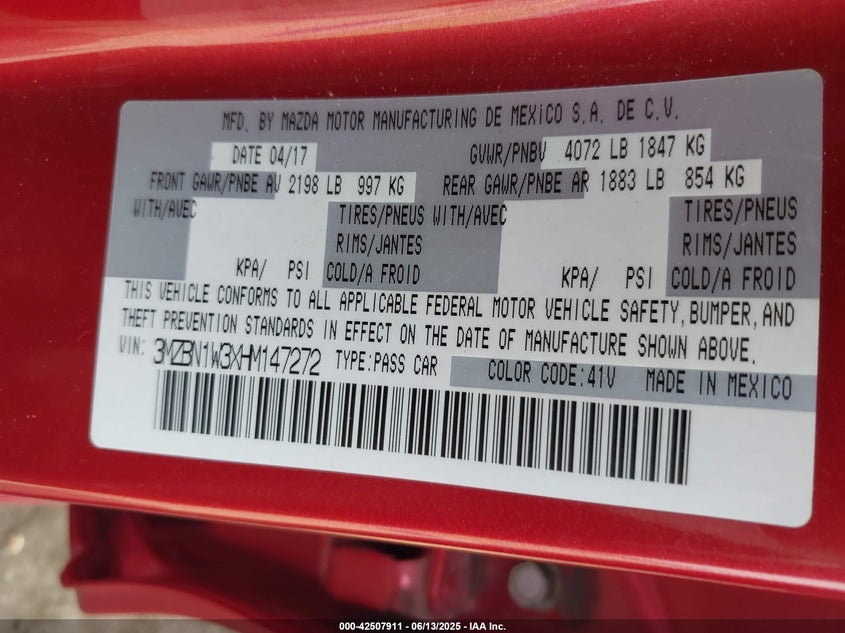 MFD. BY MAZDA MOTOR MANUFACTURING DE MEXICO S.A. DE C.V.
DATE 04/17 GVWR/PNBV 4072 LB 1847 KG
FRONT GAWR/PNBE AV 2198 LB 997 KG REAR GAWR/PNBE AR 1883 LB 854 KG
WITH/AVEC TIRES/PNEUS WITH/AVEC TIRES/PNEUS
RIMS/JANTES RIMS/JANTES
KPA/ PSI COLD/A FROID KPA/ PSI COLD/A FROID
THIS VEHICLE CONFORMS TO ALL APPLICABLE FEDERAL MOTOR VEHICLE SAFETY, BUMPER, AND
THEFT PREVENTION STANDARDS IN EFFECT ON THE DATE OF MANUFACTURE SHOWN ABOVE.
VIN: 3MZBN1W3XHM147272 TYPE:PASS CAR COLOR CODE:41V MADE IN MEXICO
000-42507911 - 06/13/2025 - IAA Inc.